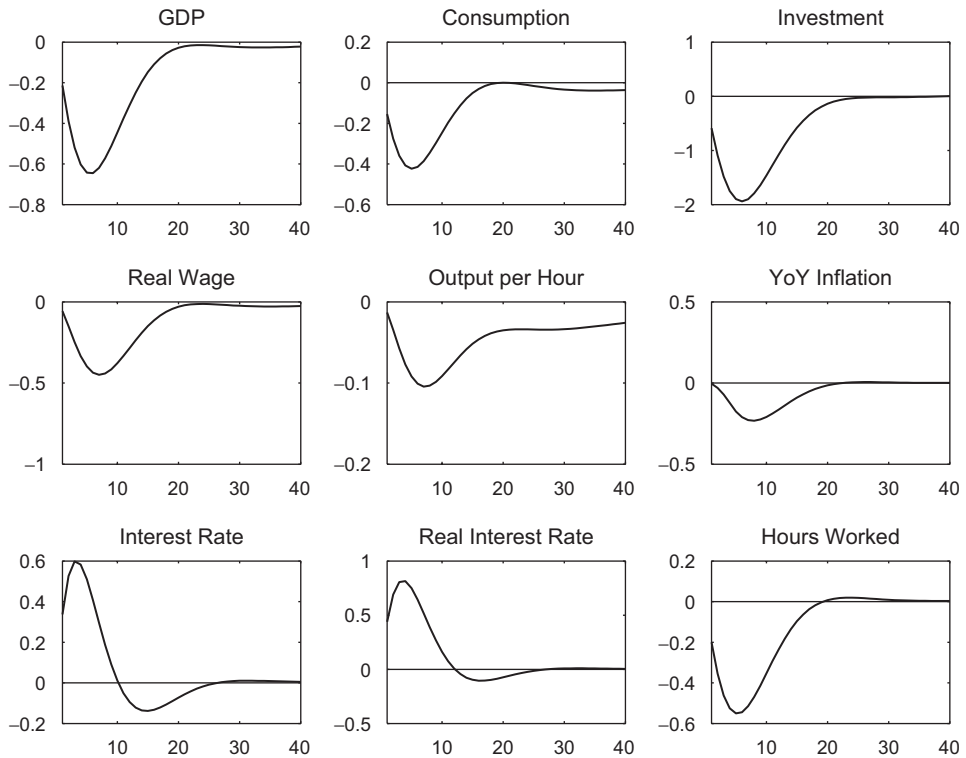 GDP
Consumption
Investment
0
−0.2
−0.4
−0.6
−0.8
10 20 30 40
0.2
0
−0.2
−0.4
−0.6
10 20 30 40
1
0
−1
−2
10 20 30 40
Real Wage
Output per Hour
YoY Inflation
0
−0.5
−1
10 20 30 40
0
−0.1
−0.2
10 20 30 40
0.5
0
−0.5
10 20 30 40
Interest Rate
Real Interest Rate
Hours Worked
0.6
0.4
0.2
0
−0.2
10 20 30 40
1
0.5
0
−0.5
10 20 30 40
0.2
0
−0.2
−0.4
−0.6
10 20 30 40